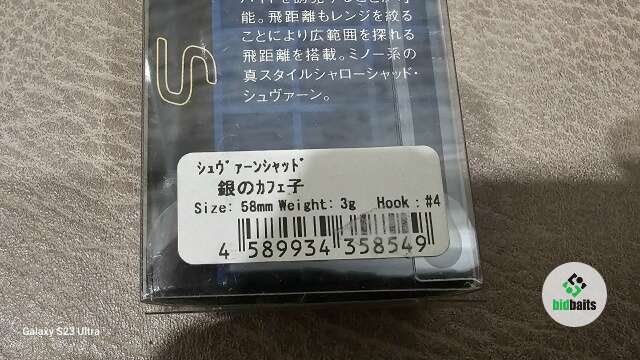 能。飛距離もレンジを絞る
ことにより広範囲を探れる
飛距離を搭載。ミノー系の
真スタイルシャローシャッド・
シュヴァーン。
ｼｭｳﾞｧｰﾝｼｬｯﾄﾞ
銀のｶﾌｪ子
Size: 58mm Weight: 3g Hook : #4
4 589934 358549
bidbaits
Galaxy S23 Ultra